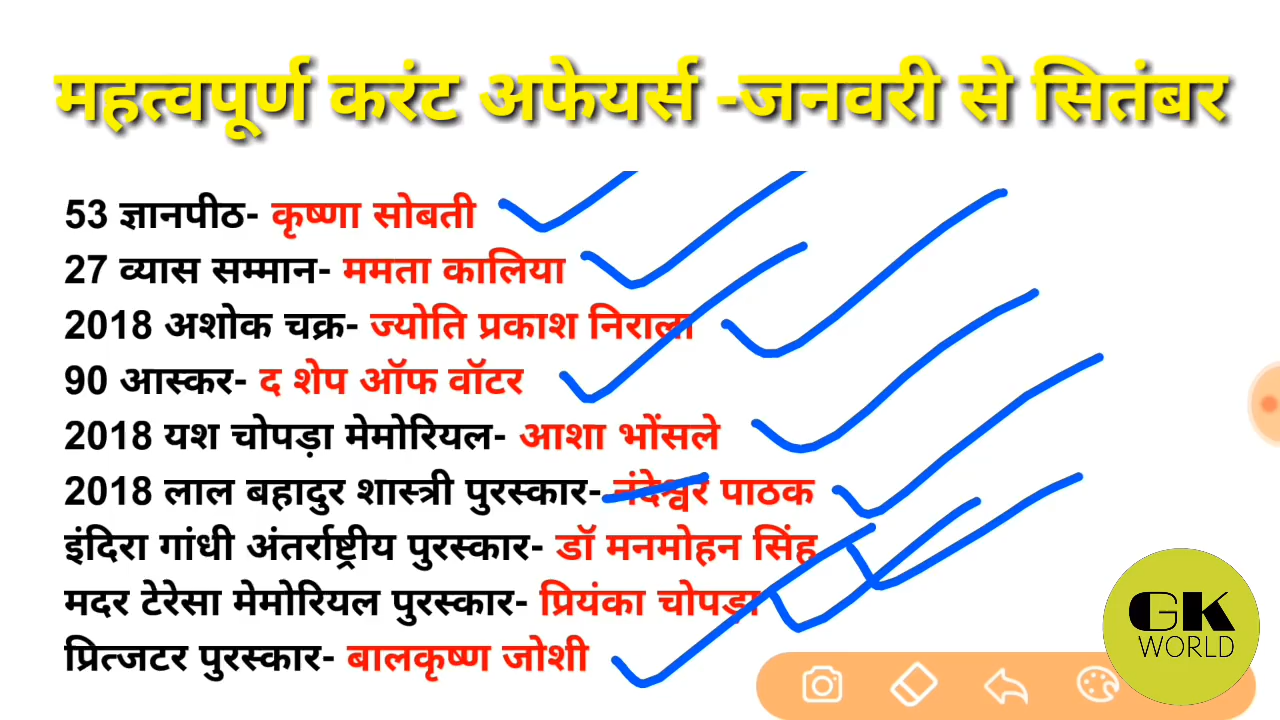 महत्वपूर्ण करंट अफेयर्स -जनवरी से सितंबर
53 ज्ञानपीठ- कृष्णा सोबती
27 व्यास सम्मान- ममता कालिया
2018 अशोक चक्र- ज्योति प्रकाश निराला
90 आस्कर- द शेप ऑफ वॉटर
2018 यश चोपड़ा मेमोरियल- आशा भोंसले
2018 लाल बहादुर शास्त्री पुरस्कार- नंदेश्वर पाठक
इंदिरा गांधी अंतर्राष्ट्रीय पुरस्कार- डॉ मनमोहन सिंह
मदर टेरेसा मेमोरियल पुरस्कार- प्रियंका चोपड़ा
प्रित्जटर पुरस्कार- बालकृष्ण जोशी
GK
WORLD